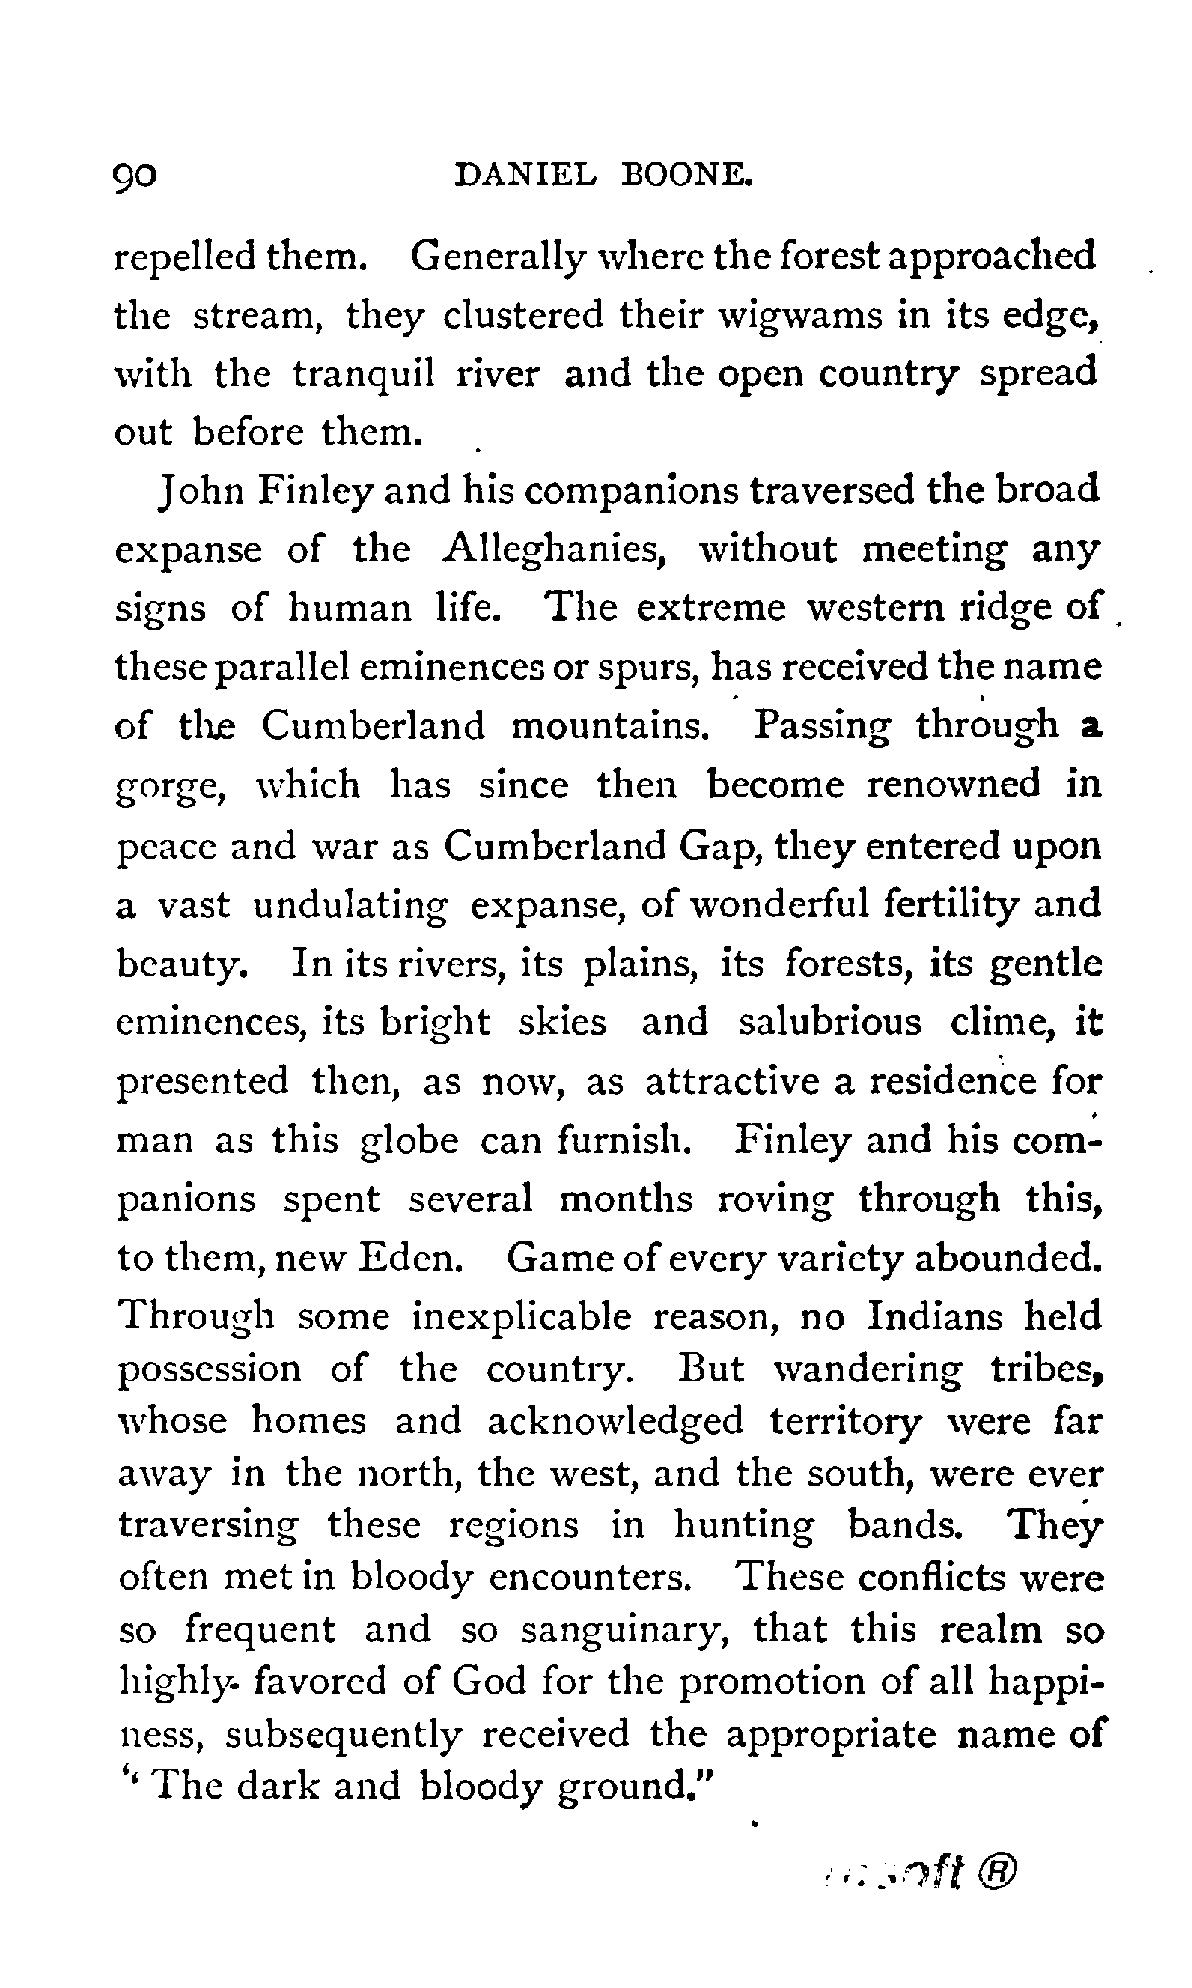 90 DANIEL BOONE.
repelled them. Generally where the forest approached
the stream, they clustered their wigwams in its edge,
with the tranquil river and the open country spread
out before them.
John Finley and his companions traversed the broad
expanse of the Alleghanies, without meeting any
signs of human life. The extreme western ridge of
these parallel eminences or spurs, has received the name
of the Cumberland mountains. Passing through a
gorge, which has since then become renowned in
peace and war as Cumberland Gap, they entered upon
a vast undulating expanse, of wonderful fertility and
beauty. In its rivers, its plains, its forests, its gentle
eminences, its bright skies and salubrious clime, it
presented then, as now, as attractive a residence for
man as this globe can furnish. Finley and his com-
panions spent several months roving through this,
to them, new Eden. Game of every variety abounded.
Through some inexplicable reason, no Indians held
possession of the country. But wandering tribes,
whose homes and acknowledged territory were far
away in the north, the west, and the south, were ever
traversing these regions in hunting bands. They
often met in bloody encounters. These conflicts were
so frequent and so sanguinary, that this realm so
highly favored of God for the promotion of all happi-
ness, subsequently received the appropriate name of
"The dark and bloody ground."
®